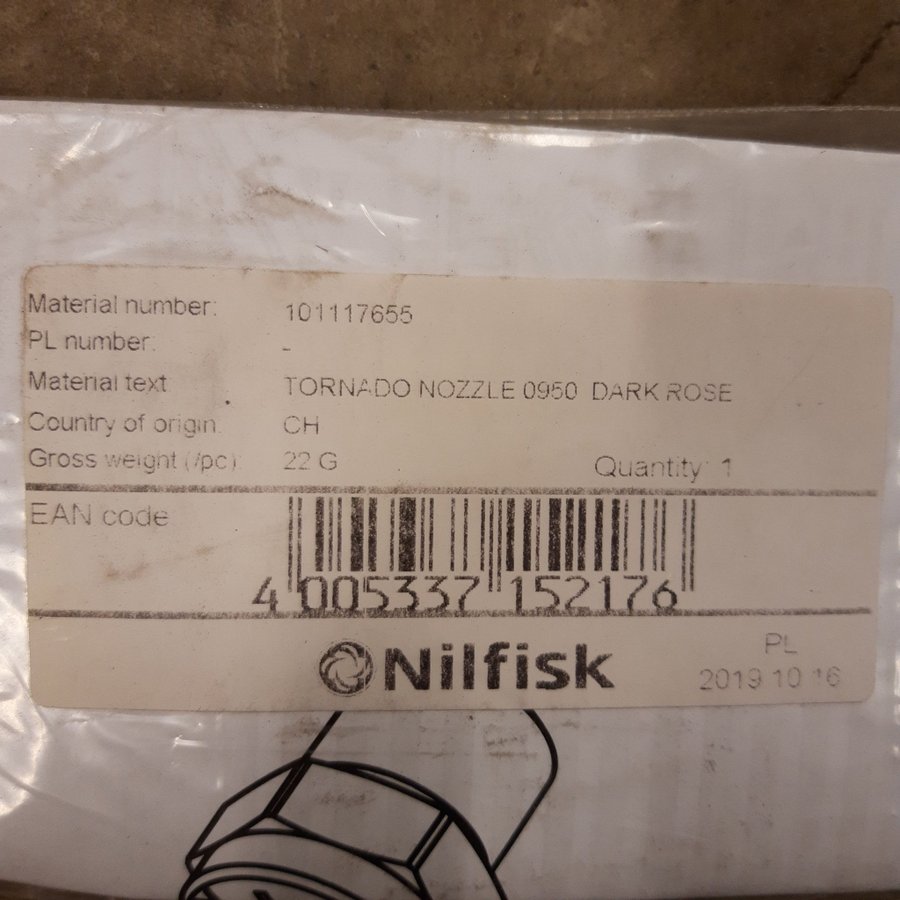 Material number: 101117655
PL number: -
Material text TORNADO NOZZLE 0950 DARK ROSE
Country of origin: CH
Gross weight (/pc): 22 G Quantity: 1
EAN code
4 005337 152176
Nilfisk
PL
2019 10 16